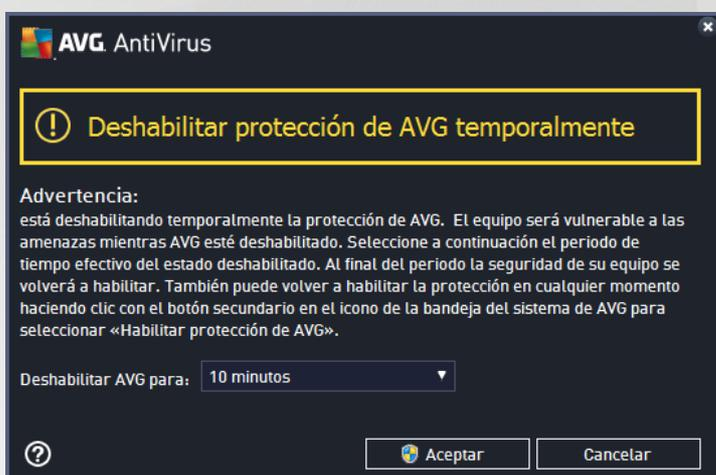 AVG. AntiVirus
Deshabilitar protección de AVG temporalmente
Advertencia:
está deshabilitando temporalmente la protección de AVG. El equipo será vulnerable a las
amenazas mientras AVG esté deshabilitado. Seleccione a continuación el periodo de
tiempo efectivo del estado deshabilitado. Al final del periodo la seguridad de su equipo se
volverá a habilitar. También puede volver a habilitar la protección en cualquier momento
haciendo clic con el botón secundario en el icono de la bandeja del sistema de AVG para
seleccionar «Habilitar protección de AVG».
Deshabilitar AVG para: 10 minutos
Aceptar Cancelar